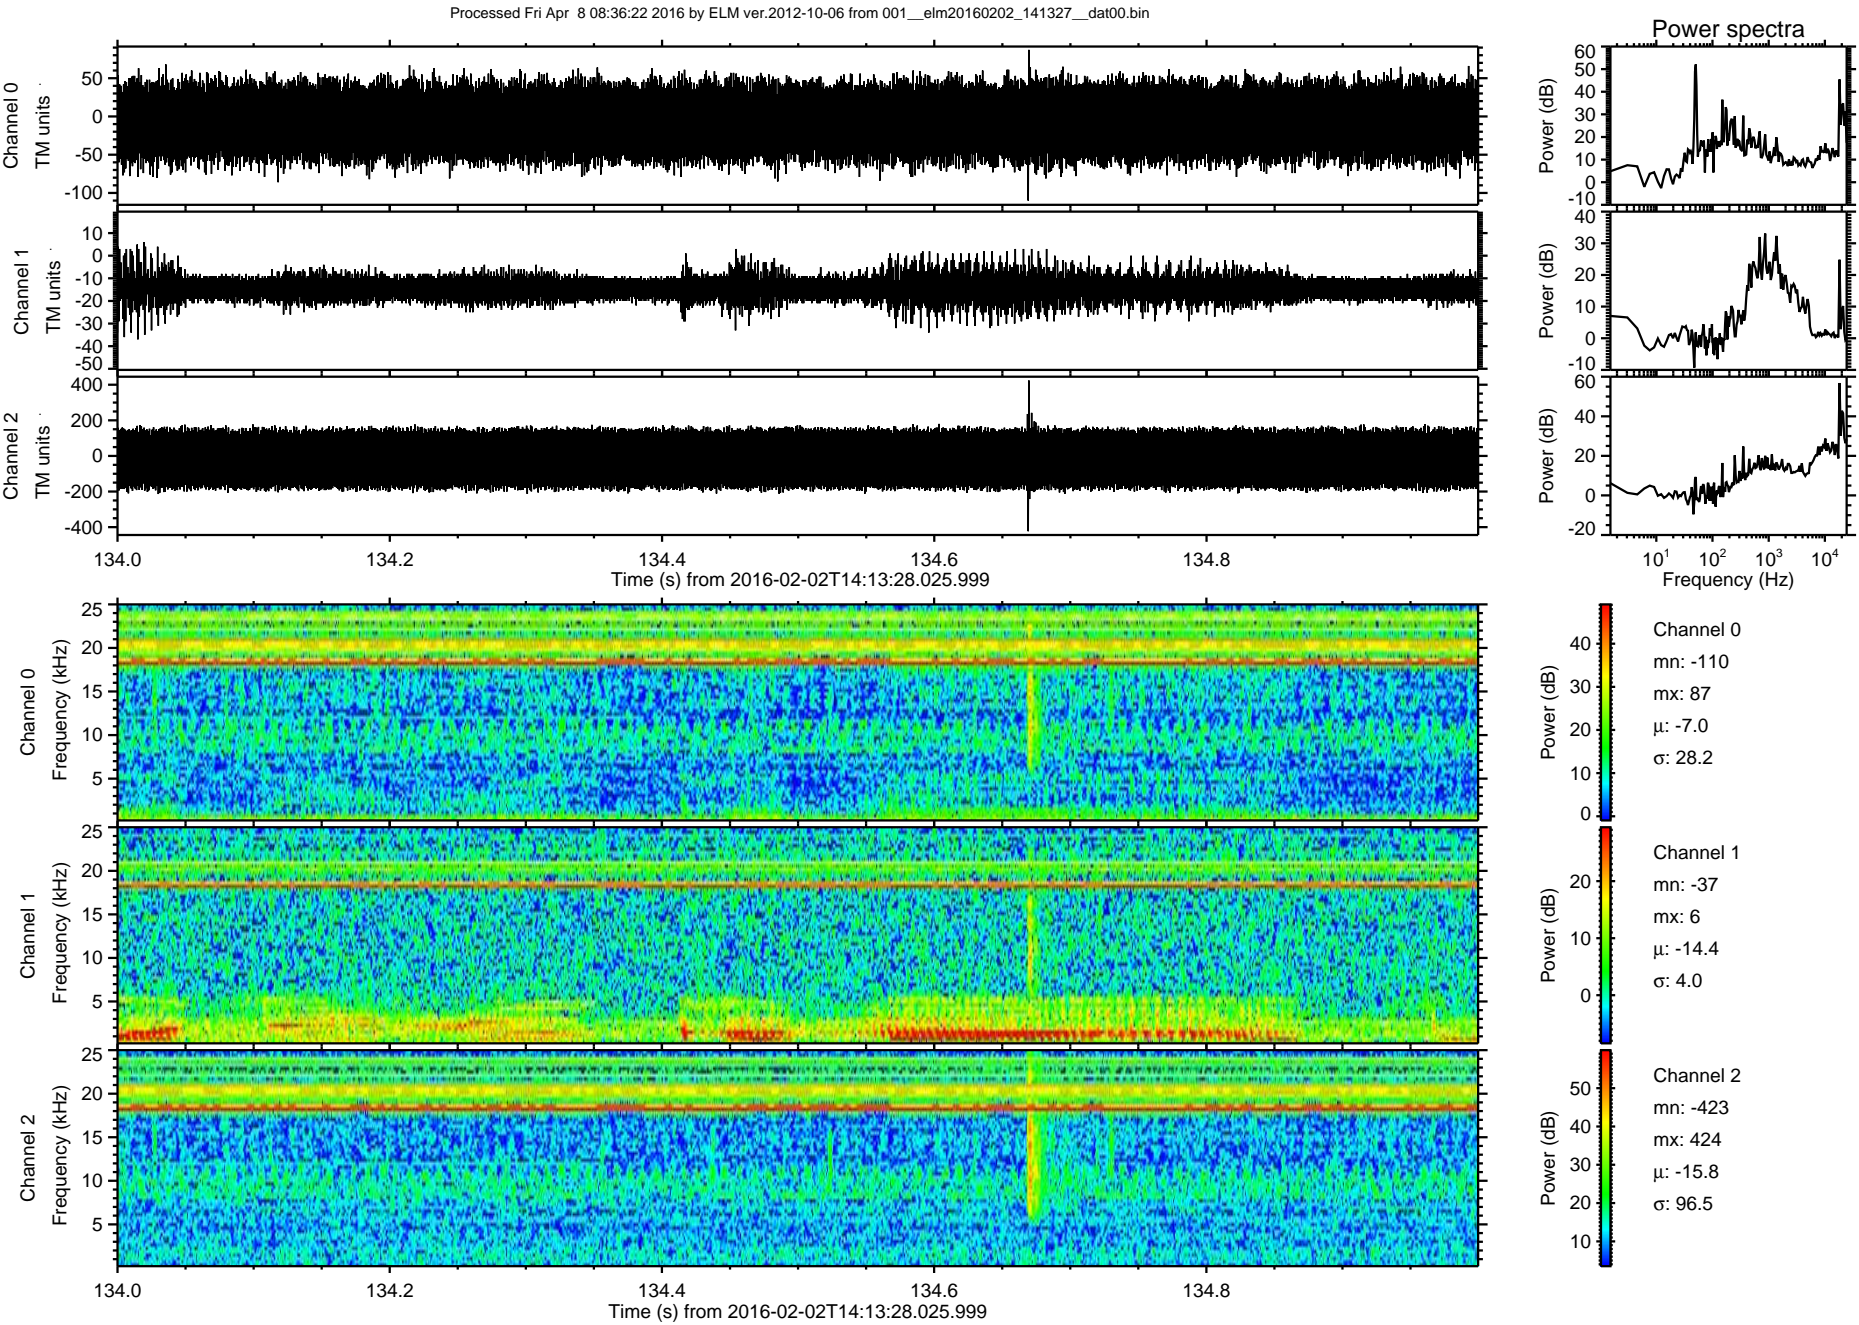 Processed Fri Apr  8 08:36:22 2016 by ELM ver.2012-10-06 from 001__elm20160202_141327__dat00.bin
Power spectra
Channel 0
TM units
50
0
-50
-100
Power (dB)
60
50
40
30
20
10
0
-10
Channel 1
TM units
10
0
-10
-20
-30
-40
-50
Power (dB)
40
30
20
10
0
-10
Channel 2
TM units
400
200
0
-200
-400
Power (dB)
60
40
20
0
-20
134.0 134.2 134.4 134.6 134.8
Time (s) from 2016-02-02T14:13:28.025.999
10^1 10^2 10^3 10^4
Frequency (Hz)
Channel 0
Frequency (kHz)
25
20
15
10
5
Power (dB)
40
30
20
10
0
Channel 0
mn: -110
mx: 87
µ: -7.0
σ: 28.2
Channel 1
Frequency (kHz)
25
20
15
10
5
Power (dB)
20
10
0
Channel 1
mn: -37
mx: 6
µ: -14.4
σ: 4.0
Channel 2
Frequency (kHz)
25
20
15
10
5
Power (dB)
50
40
30
20
10
Channel 2
mn: -423
mx: 424
µ: -15.8
σ: 96.5
134.0 134.2 134.4 134.6 134.8
Time (s) from 2016-02-02T14:13:28.025.999